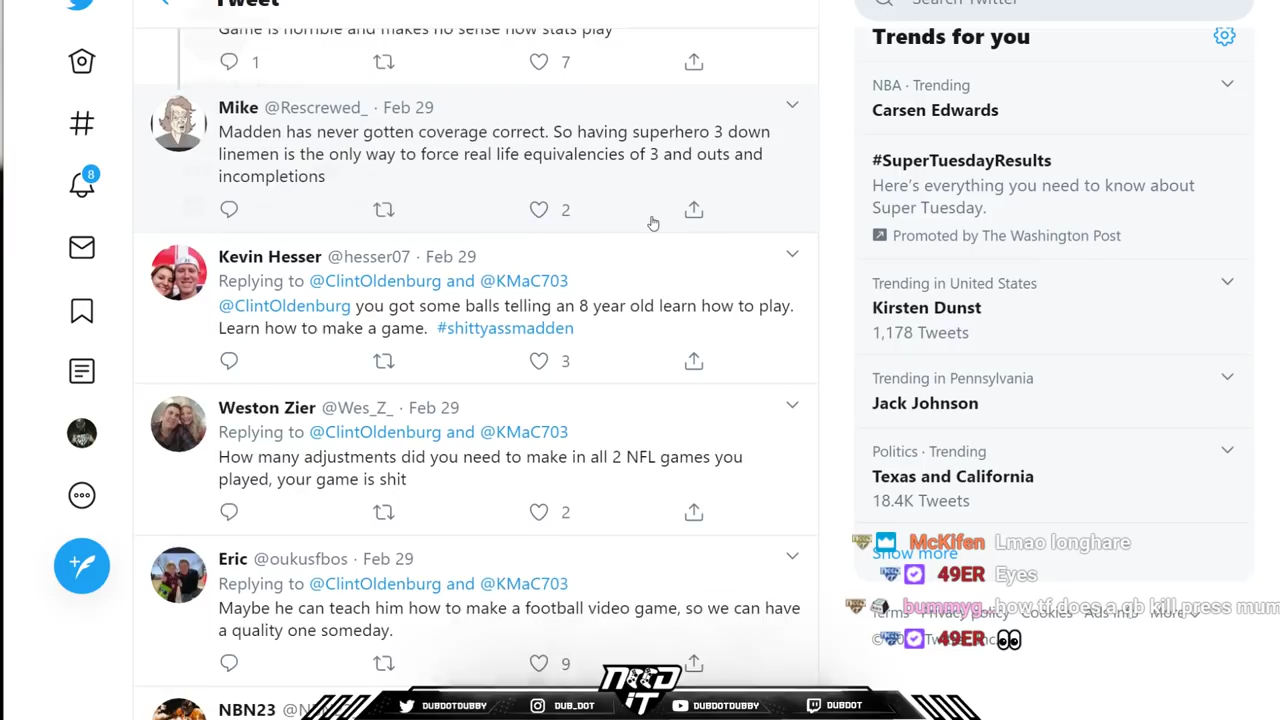 Tweet
Game is horrible and makes no sense how stats play
1
7
Mike @Rescrewed_ · Feb 29
Madden has never gotten coverage correct. So having superhero 3 down
linemen is the only way to force real life equivalencies of 3 and outs and
incompletions
2
Kevin Hesser @hesser07 · Feb 29
Replying to @ClintOldenburg and @KMaC703
@ClintOldenburg you got some balls telling an 8 year old learn how to play.
Learn how to make a game. #shittyassmadden
3
Weston Zier @Wes_Z_ · Feb 29
Replying to @ClintOldenburg and @KMaC703
How many adjustments did you need to make in all 2 NFL games you
played, your game is shit
2
Eric @oukusfbos · Feb 29
Replying to @ClintOldenburg and @KMaC703
Maybe he can teach him how to make a football video game, so we can have
a quality one someday.
9
NBN23
8
Search Twitter
Trends for you
NBA · Trending
Carsen Edwards
#SuperTuesdayResults
Here's everything you need to know about
Super Tuesday.
Promoted by The Washington Post
Trending in United States
Kirsten Dunst
1,178 Tweets
Trending in Pennsylvania
Jack Johnson
Politics · Trending
Texas and California
18.4K Tweets
Show more
Terms Privacy policy Cookies Ads info More
McKifen Lmao longhare
49ER Eyes
bummyg_ how tf does a qb kill press mum
49ER
NEED IT
DUBDOTDUBBY
DUB_DOT
DUBDOTDUBBY
DUBDOT